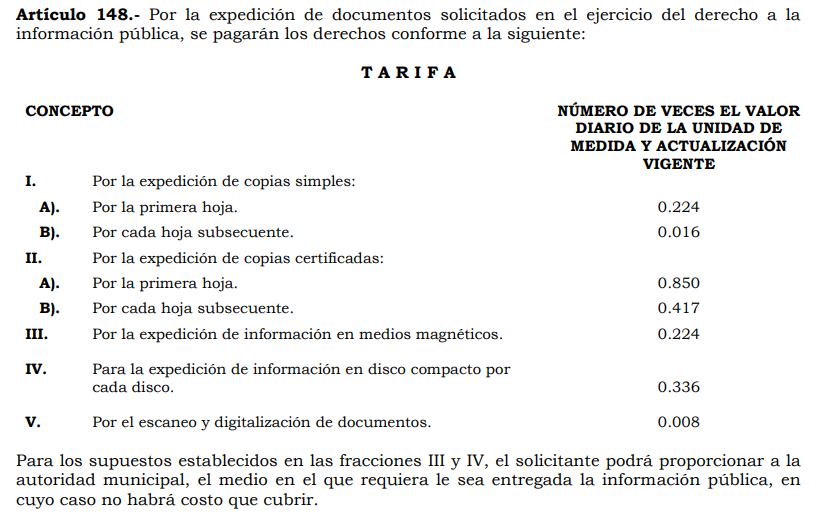 Artículo 148.- Por la expedición de documentos solicitados en el ejercicio del derecho a la
información pública, se pagarán los derechos conforme a la siguiente:
T A R I F A
CONCEPTO
NÚMERO DE VECES EL VALOR
DIARIO DE LA UNIDAD DE
MEDIDA Y ACTUALIZACIÓN
VIGENTE
I. Por la expedición de copias simples:
A). Por la primera hoja. 0.224
B). Por cada hoja subsecuente. 0.016
II. Por la expedición de copias certificadas:
A). Por la primera hoja. 0.850
B). Por cada hoja subsecuente. 0.417
III. Por la expedición de información en medios magnéticos. 0.224
IV. Para la expedición de información en disco compacto por
cada disco. 0.336
V. Por el escaneo y digitalización de documentos. 0.008
Para los supuestos establecidos en las fracciones III y IV, el solicitante podrá proporcionar a la
autoridad municipal, el medio en el que requiera le sea entregada la información pública, en
cuyo caso no habrá costo que cubrir.